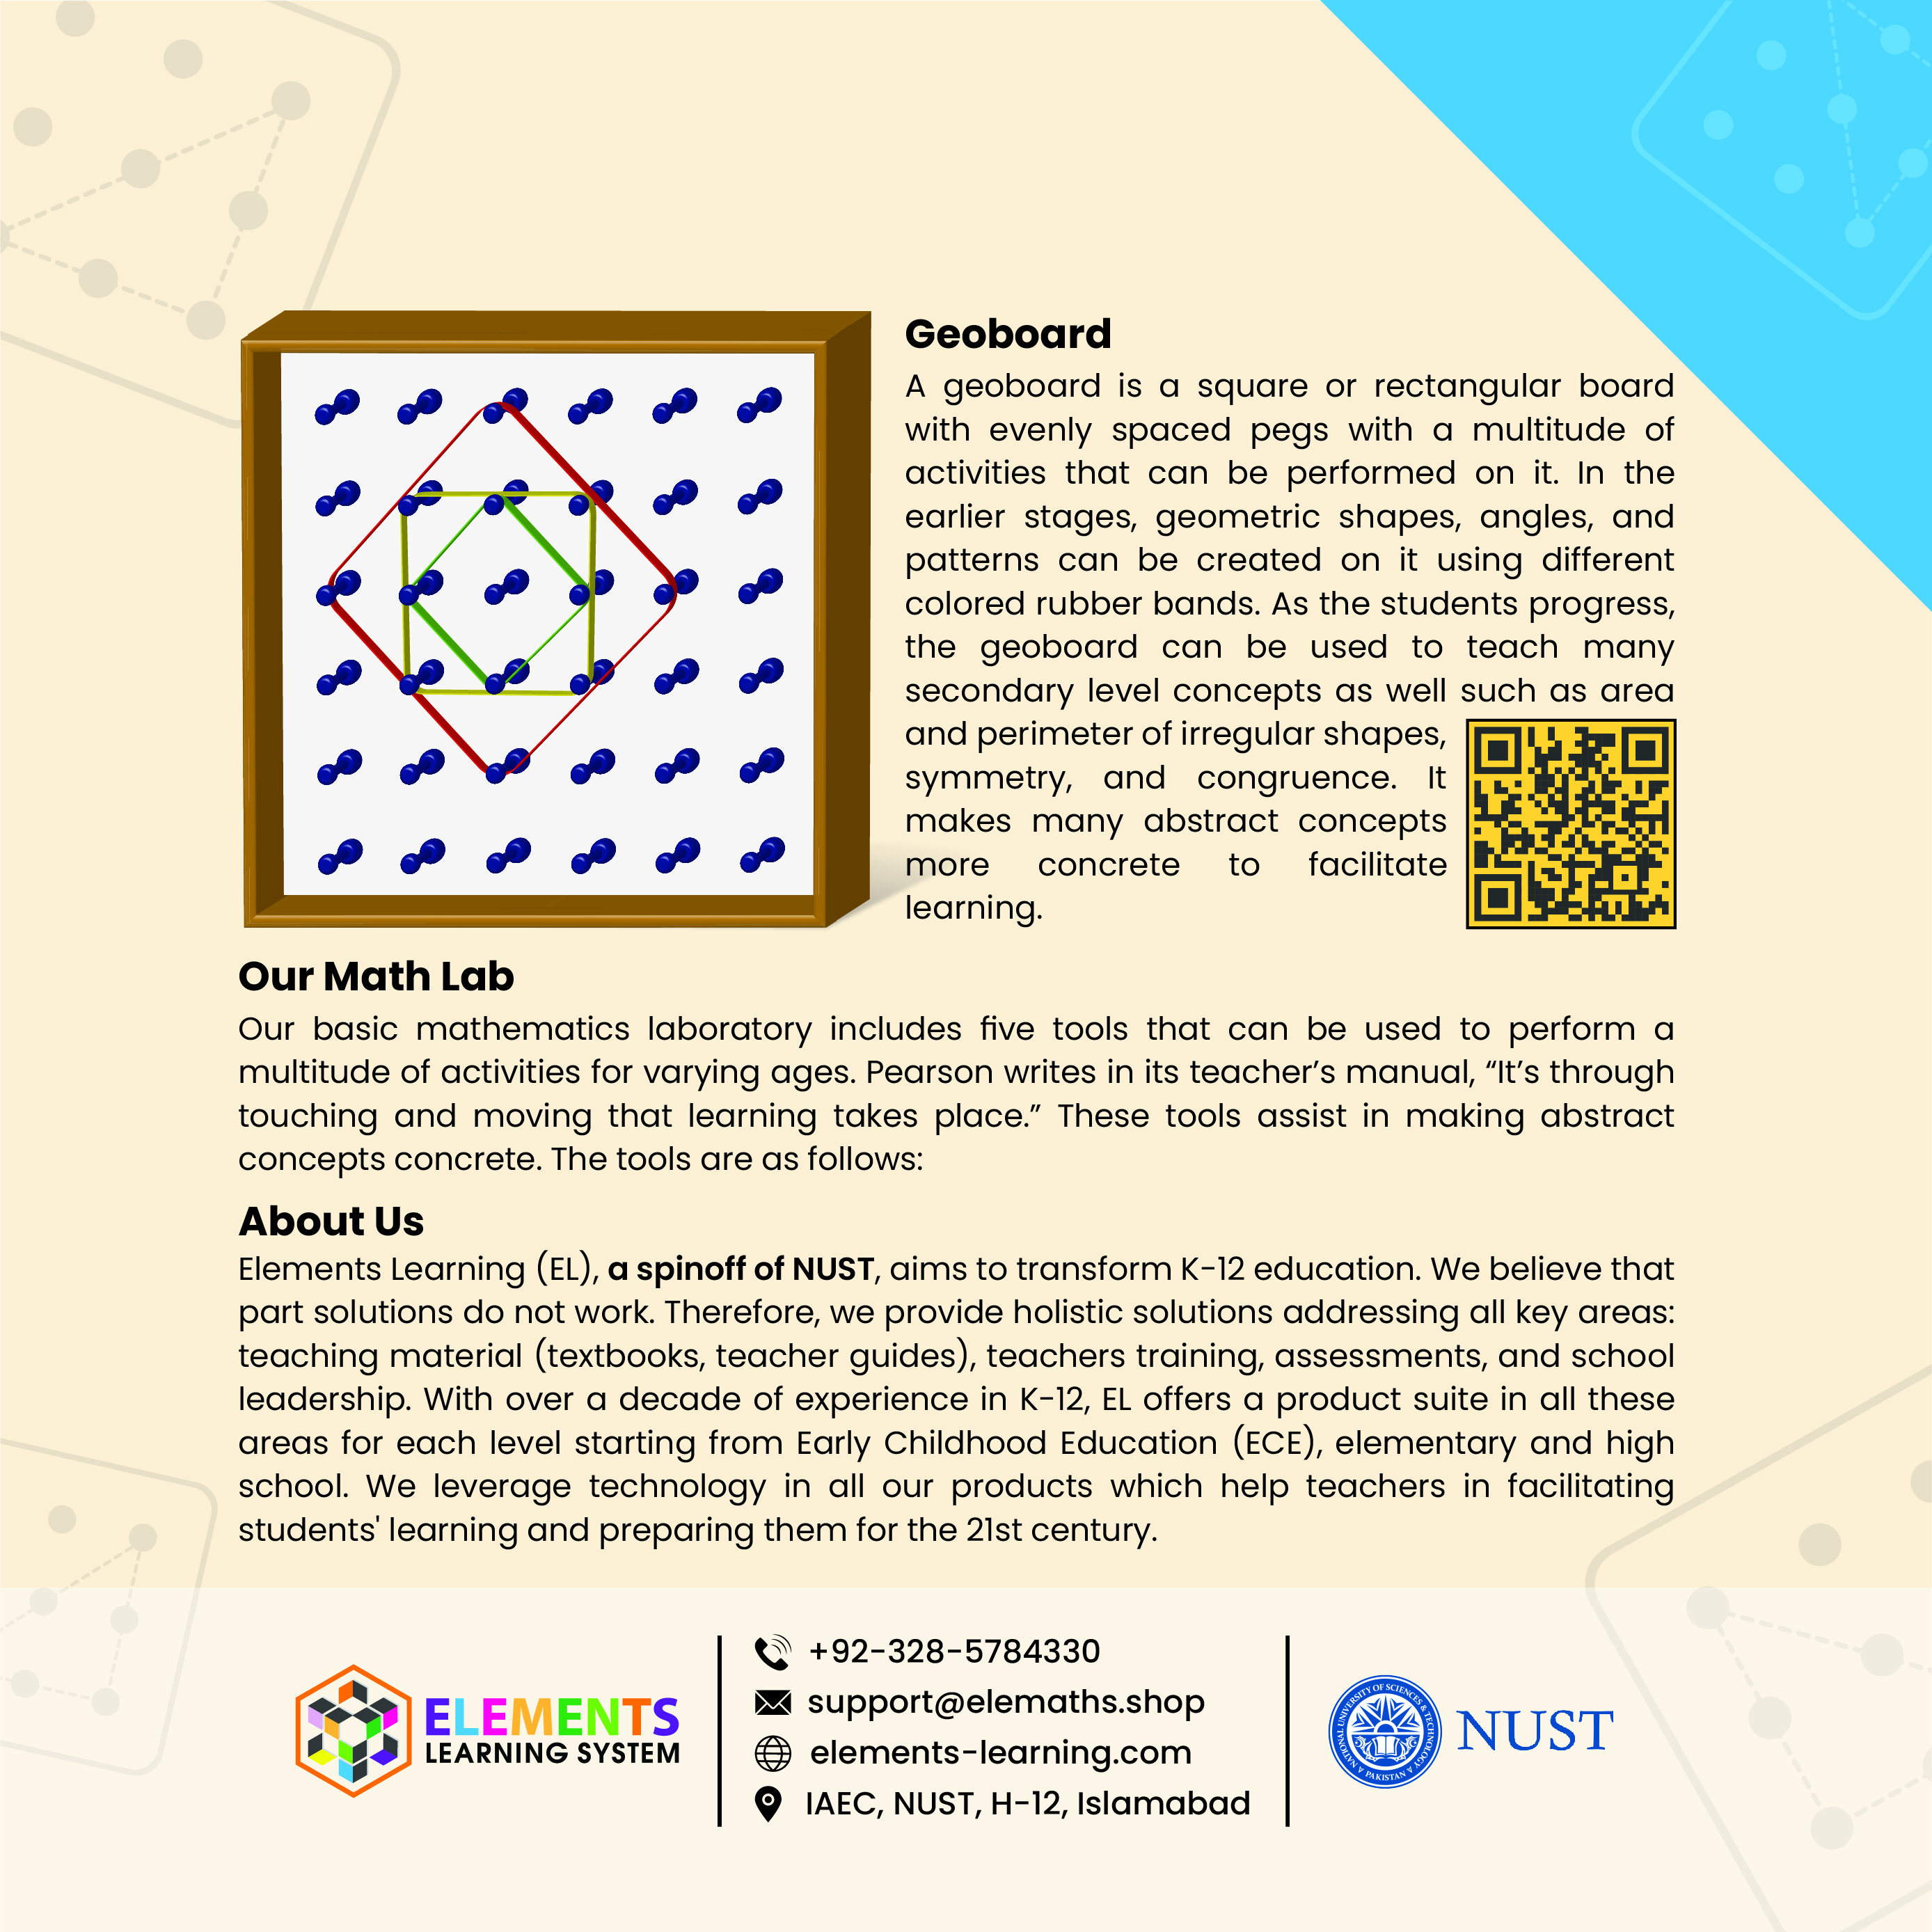 Geoboard
A geoboard is a square or rectangular board
with evenly spaced pegs with a multitude of
activities that can be performed on it. In the
earlier stages, geometric shapes, angles, and
patterns can be created on it using different
colored rubber bands. As the students progress,
the geoboard can be used to teach many
secondary level concepts as well such as area
and perimeter of irregular shapes,
symmetry, and congruence. It
makes many abstract concepts
more concrete to facilitate
learning.
Our Math Lab
Our basic mathematics laboratory includes five tools that can be used to perform a
multitude of activities for varying ages. Pearson writes in its teacher’s manual, “It’s through
touching and moving that learning takes place.” These tools assist in making abstract
concepts concrete. The tools are as follows:
About Us
Elements Learning (EL), a spinoff of NUST, aims to transform K-12 education. We believe that
part solutions do not work. Therefore, we provide holistic solutions addressing all key areas:
teaching material (textbooks, teacher guides), teachers training, assessments, and school
leadership. With over a decade of experience in K-12, EL offers a product suite in all these
areas for each level starting from Early Childhood Education (ECE), elementary and high
school. We leverage technology in all our products which help teachers in facilitating
students' learning and preparing them for the 21st century.
ELEMENTS
LEARNING SYSTEM
+92-328-5784330
support@elemaths.shop
elements-learning.com
IAEC, NUST, H-12, Islamabad
NATIONAL UNIVERSITY OF SCIENCES & TECHNOLOGY
PAKISTAN
NUST